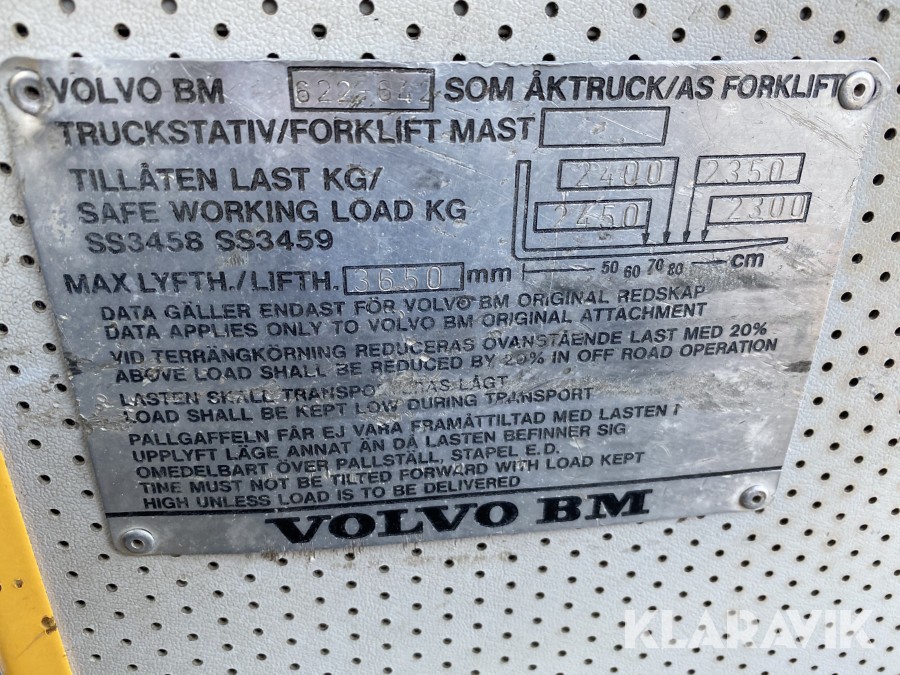 VOLVO BM 622-642 SOM ÅKTRUCK/AS FORKLIFT
TRUCKSTATIV/FORKLIFT MAST
TILLÅTEN LAST KG/ 2400 2350
SAFE WORKING LOAD KG 2450 2300
SS3458 SS3459
MAX LYFTH./LIFTH. 3650 mm 50 60 70 80 cm
DATA GÄLLER ENDAST FÖR VOLVO BM ORIGINAL REDSKAP
DATA APPLIES ONLY TO VOLVO BM ORIGINAL ATTACHMENT
VID TERRÄNGKÖRNING REDUCERAS OVANSTÅENDE LAST MED 20%
ABOVE LOAD SHALL BE REDUCED BY 20% IN OFF ROAD OPERATION
LASTEN SKALL LÅGT
LOAD SHALL BE KEPT LOW DURING TRANSPORT
PALLGAFFELN FÅR EJ VARA FRAMÅTTILTAD MED LASTEN I
UPPLYFT LÄGE ANNAT ÄN DÅ LASTEN BEFINNER SIG
OMEDELBART ÖVER PALLSTÄLL, STAPEL E.D.
TINE MUST NOT BE TILTED FORWARD WITH LOAD KEPT
HIGH UNLESS LOAD IS TO BE DELIVERED
VOLVO BM
KLARAVIK